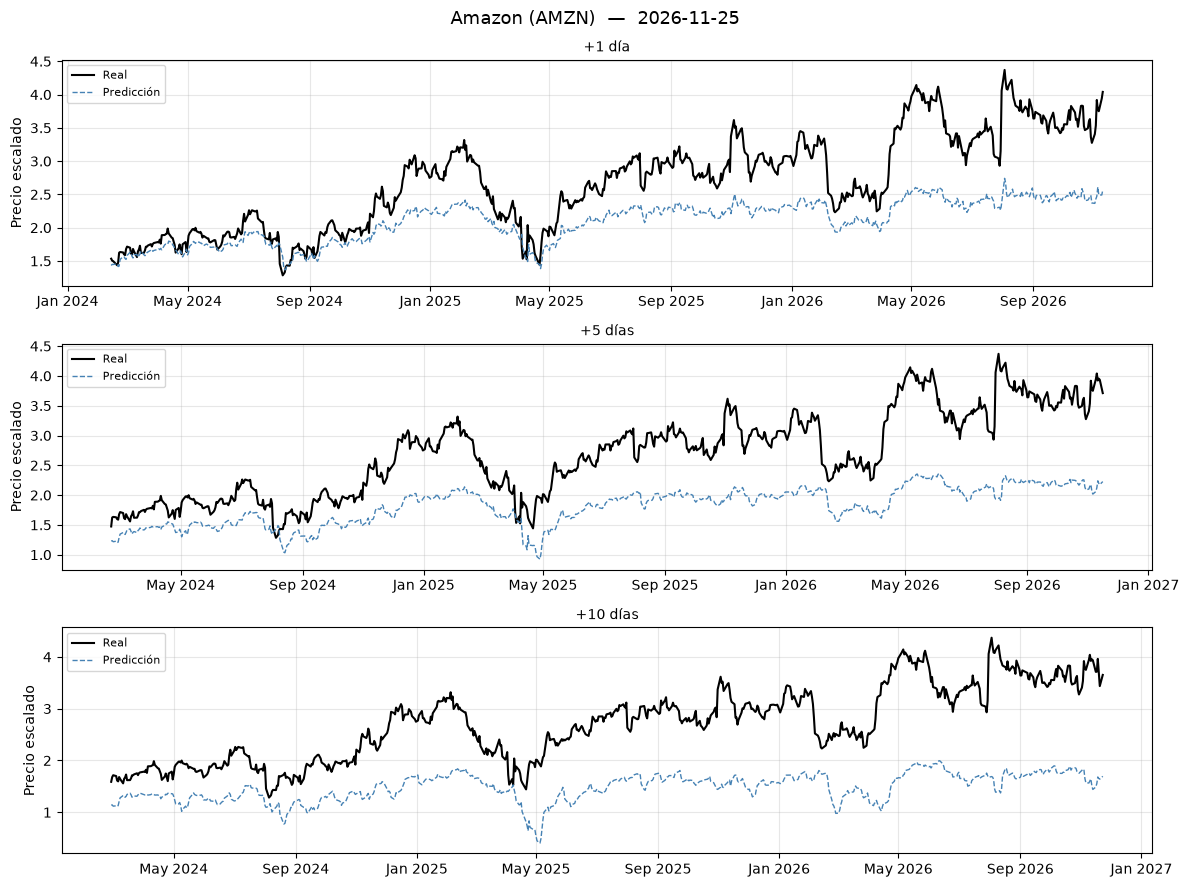 Amazon (AMZN) — 2026-11-25
+1 día
Precio escalado
4.5
4.0
3.5
3.0
2.5
2.0
1.5
Real
Predicción
Jan 2024 May 2024 Sep 2024 Jan 2025 May 2025 Sep 2025 Jan 2026 May 2026 Sep 2026
+5 días
Precio escalado
4.5
4.0
3.5
3.0
2.5
2.0
1.5
1.0
Real
Predicción
May 2024 Sep 2024 Jan 2025 May 2025 Sep 2025 Jan 2026 May 2026 Sep 2026 Jan 2027
+10 días
Precio escalado
4
3
2
1
Real
Predicción
May 2024 Sep 2024 Jan 2025 May 2025 Sep 2025 Jan 2026 May 2026 Sep 2026 Jan 2027